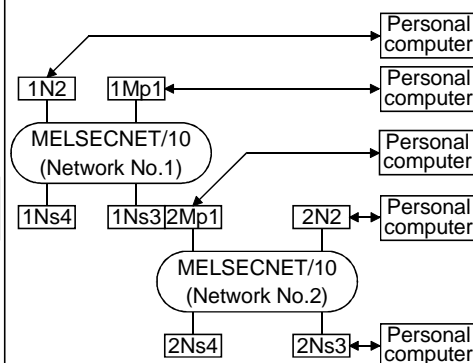 Personal
computer
1N2
1Mp1
Personal
computer
MELSECNET/10
(Network No.1)
Personal
computer
1Ns4
1Ns3
2Mp1
2N2
Personal
computer
MELSECNET/10
(Network No.2)
2Ns4
2Ns3
Personal
computer